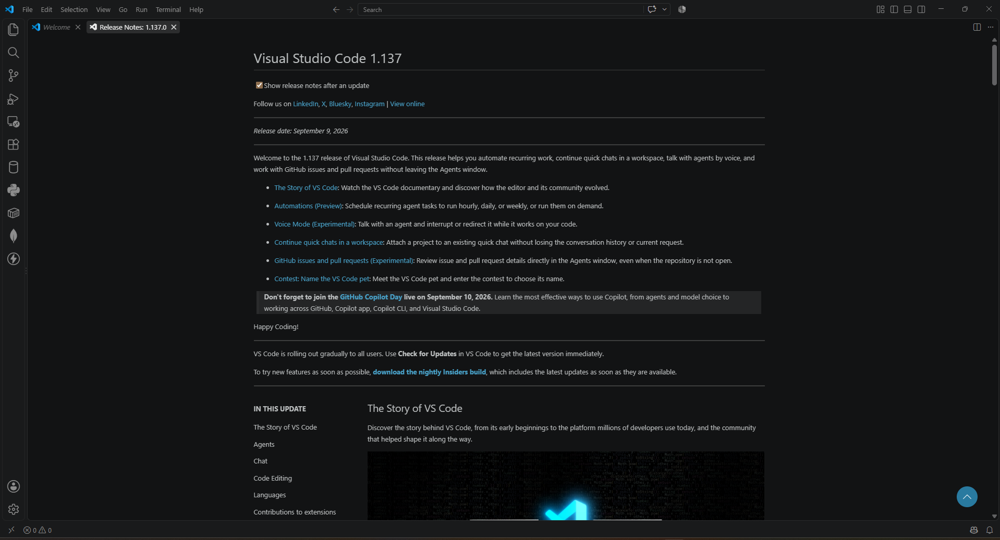 File Edit Selection View Go Run Terminal Help
Search
Welcome
Release Notes: 1.137.0
Visual Studio Code 1.137
Show release notes after an update
Follow us on LinkedIn, X, Bluesky, Instagram | View online
Release date: September 9, 2026
Welcome to the 1.137 release of Visual Studio Code. This release helps you automate recurring work, continue quick chats in a workspace, talk with agents by voice, and
work with GitHub issues and pull requests without leaving the Agents window.
• The Story of VS Code: Watch the VS Code documentary and discover how the editor and its community evolved.
• Automations (Preview): Schedule recurring agent tasks to run hourly, daily, or weekly, or run them on demand.
• Voice Mode (Experimental): Talk with an agent and interrupt or redirect it while it works on your code.
• Continue quick chats in a workspace: Attach a project to an existing quick chat without losing the conversation history or current request.
• GitHub issues and pull requests (Experimental): Review issue and pull request details directly in the Agents window, even when the repository is not open.
• Contest: Name the VS Code pet: Meet the VS Code pet and enter the contest to choose its name.
Don't forget to join the GitHub Copilot Day live on September 10, 2026. Learn the most effective ways to use Copilot, from agents and model choice to
working across GitHub, Copilot app, Copilot CLI, and Visual Studio Code.
Happy Coding!
VS Code is rolling out gradually to all users. Use Check for Updates in VS Code to get the latest version immediately.
To try new features as soon as possible, download the nightly Insiders build, which includes the latest updates as soon as they are available.
IN THIS UPDATE
The Story of VS Code
Agents
Chat
Code Editing
Languages
Contributions to extensions
The Story of VS Code
Discover the story behind VS Code, from its early beginnings to the platform millions of developers use today, and the community
that helped shape it along the way.
0 0